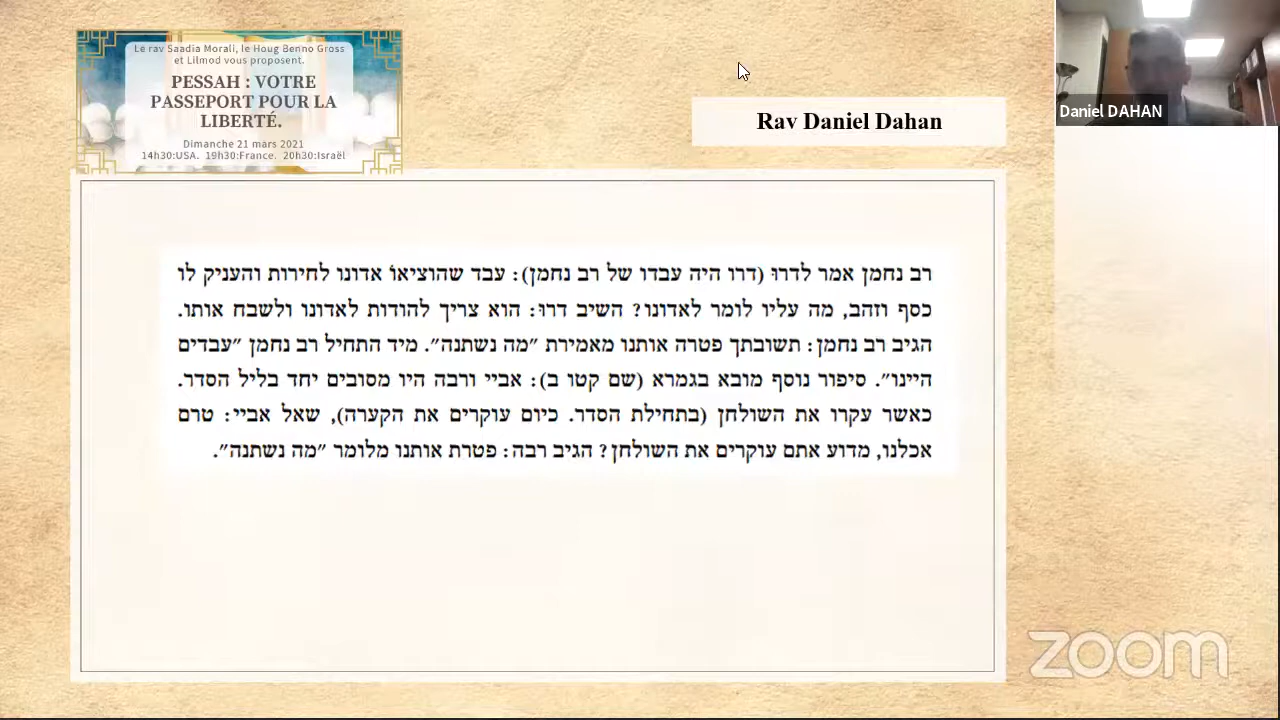 Le rav Saadia Morali, le Houg Benno Gross
et Lilmod vous proposent.
PESSAH : VOTRE
PASSEPORT POUR LA
LIBERTÉ.
Dimanche 21 mars 2021
14h30:USA. 19h30:France. 20h30:Israël
Rav Daniel Dahan
Daniel DAHAN
רב נחמן אמר לדרוּ (דרו היה עבדו של רב נחמן): עבד שהוציאוֹ אדונו לחירות והעניק לו
כסף וזהב, מה עליו לומר לאדונו? השיב דרוּ: הוא צריך להודות לאדונו ולשבח אותו.
הגיב רב נחמן: תשובתך פטרה אותנו מאמירת ״מה נשתנה״. מיד התחיל רב נחמן ״עבדים
היינו״. סיפור נוסף מובא בגמרא (שם קטו ב): אביי ורבה היו מסובים יחד בליל הסדר.
כאשר עקרו את השולחן (בתחילת הסדר. כיום עוקרים את הקערה), שאל אביי: טרם
אכלנו, מדוע אתם עוקרים את השולחן? הגיב רבה: פטרת אותנו מלומר ״מה נשתנה״.
zoom